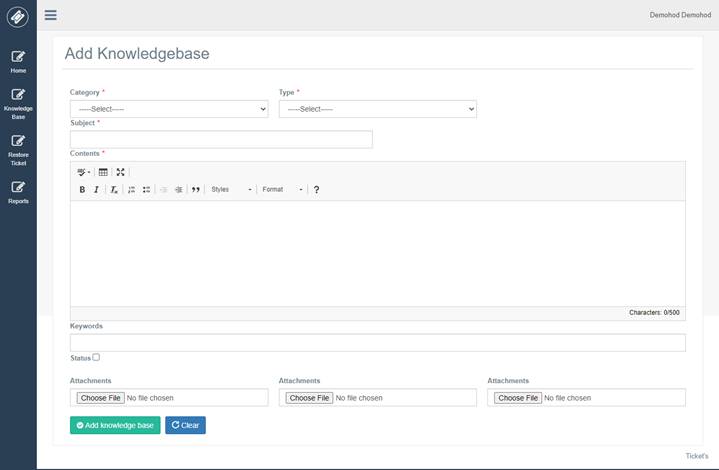 Demohod Demohod
Home
Knowledge
Base
Restore
Ticket
Reports
Add Knowledgebase
Category *
Type *
-----Select-----
-----Select-----
Subject *
Contents *
ABC
B I Tx Styles Format ?
Characters: 0/500
Keywords
Status
Attachments
Attachments
Attachments
Choose File No file chosen
Choose File No file chosen
Choose File No file chosen
Add knowledge base
Clear
Ticket's